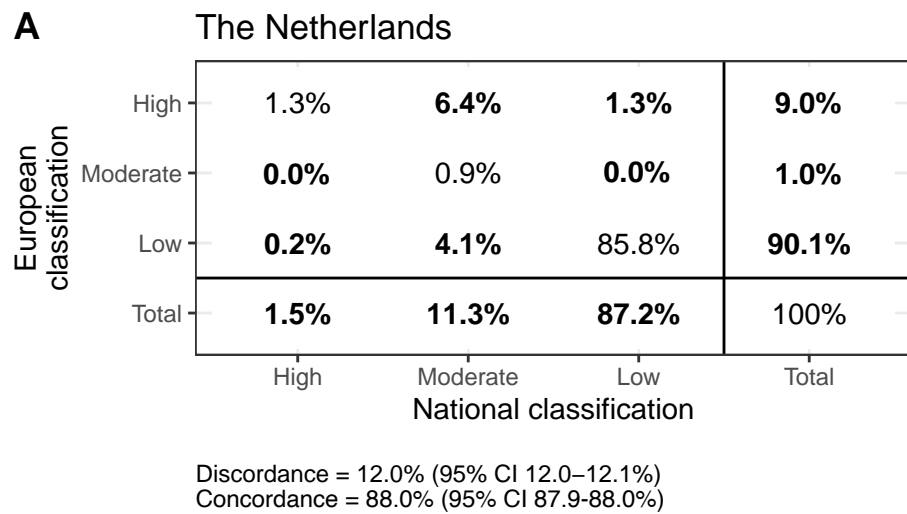 A The Netherlands
High 1.3% 6.4% 1.3% 9.0%
Moderate 0.0% 0.9% 0.0% 1.0%
Low 0.2% 4.1% 85.8% 90.1%
Total 1.5% 11.3% 87.2% 100%
European
classification
High Moderate Low Total
National classification
Discordance = 12.0% (95% CI 12.0−12.1%)
Concordance = 88.0% (95% CI 87.9-88.0%)